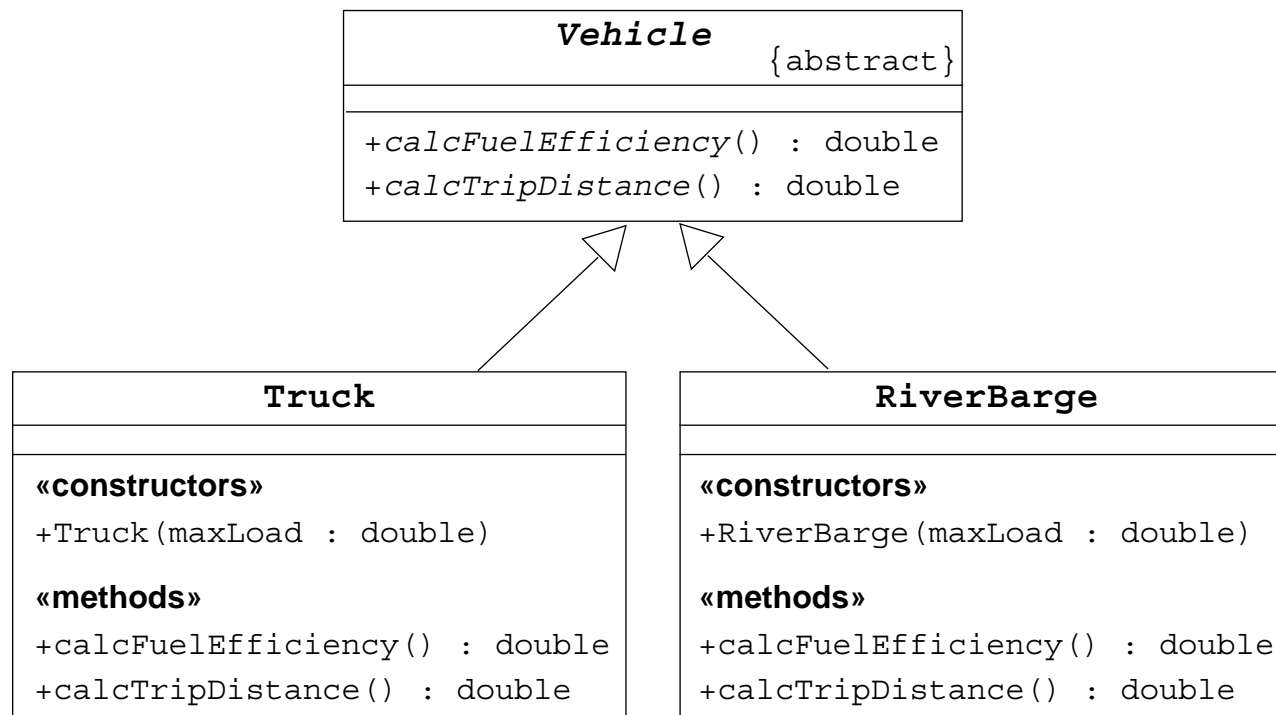 Vehicle
{abstract}
+calcFuelEfficiency() : double
+calcTripDistance() : double
Truck
«constructors»
+Truck(maxLoad : double)
«methods»
+calcFuelEfficiency() : double
+calcTripDistance() : double
RiverBarge
«constructors»
+RiverBarge(maxLoad : double)
«methods»
+calcFuelEfficiency() : double
+calcTripDistance() : double